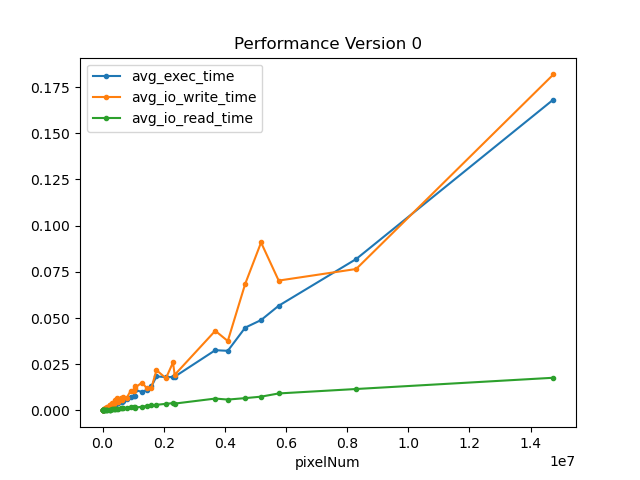 Performance Version 0
avg_exec_time
avg_io_write_time
avg_io_read_time
0.175
0.150
0.125
0.100
0.075
0.050
0.025
0.000
0.0 0.2 0.4 0.6 0.8 1.0 1.2 1.4
1e7
pixelNum